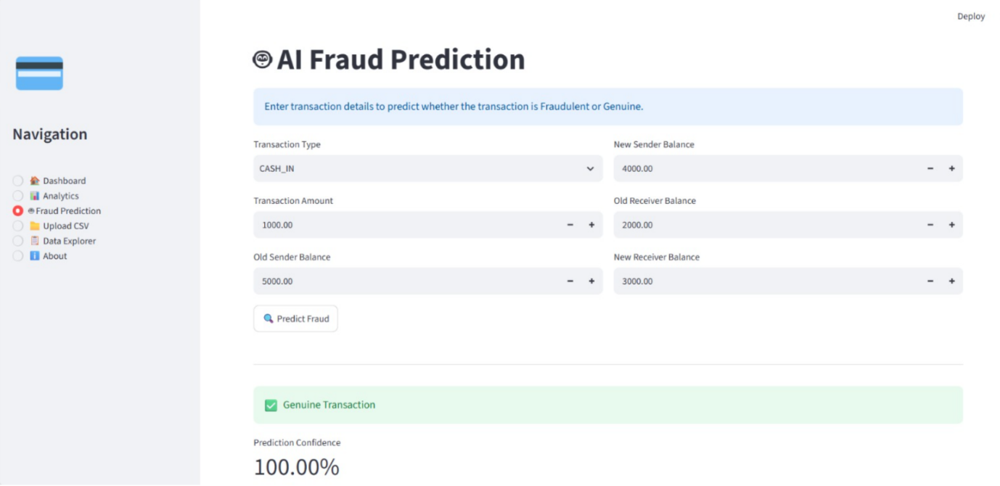 Deploy
Navigation
Dashboard
Analytics
Fraud Prediction
Upload CSV
Data Explorer
About
AI Fraud Prediction
Enter transaction details to predict whether the transaction is Fraudulent or Genuine.
Transaction Type
CASH_IN
Transaction Amount
1000.00
Old Sender Balance
5000.00
New Sender Balance
4000.00
Old Receiver Balance
2000.00
New Receiver Balance
3000.00
Predict Fraud
Genuine Transaction
Prediction Confidence
100.00%